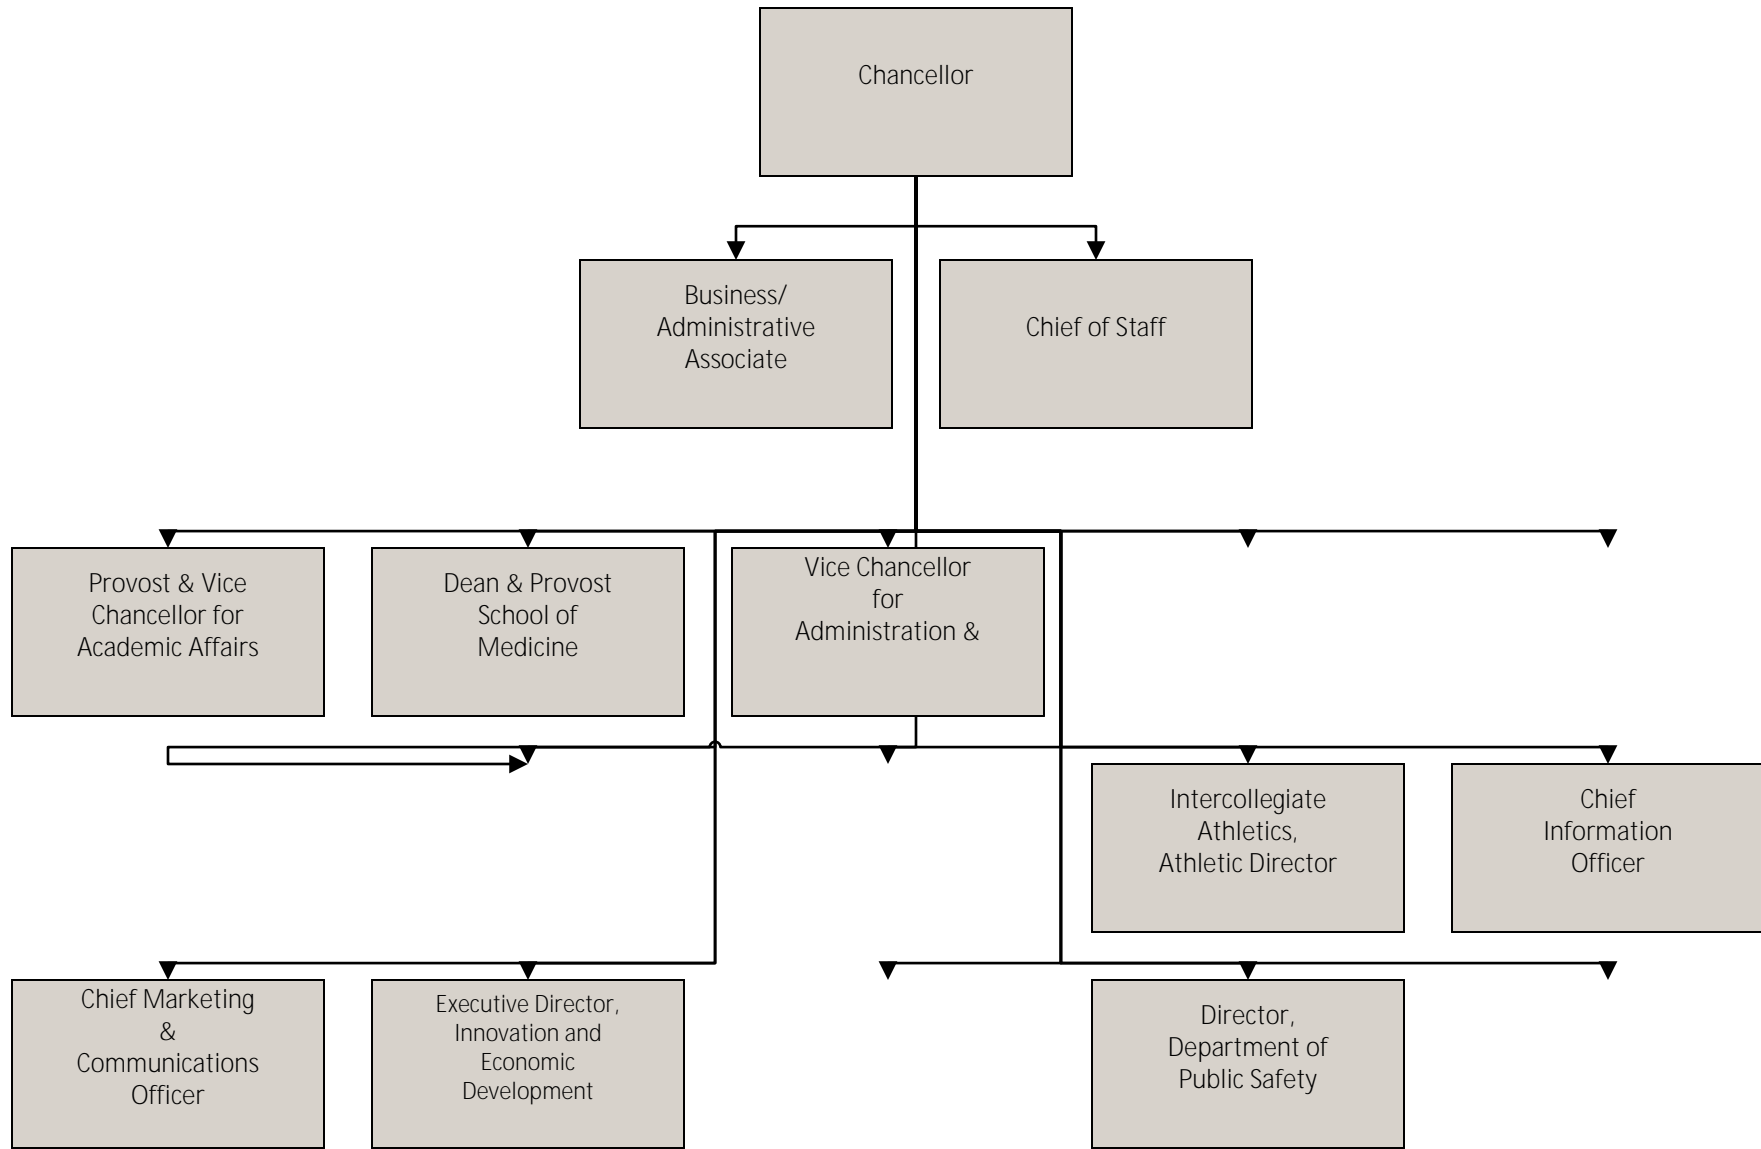 Chancellor
Business/
Administrative
Associate
Chief of Staff
Provost & Vice
Chancellor for
Academic Affairs
Dean & Provost
School of
Medicine
Vice Chancellor
for
Administration &
Intercollegiate
Athletics,
Athletic Director
Chief
Information
Officer
Chief Marketing
&
Communications
Officer
Executive Director,
Innovation and
Economic
Development
Director,
Department of
Public Safety